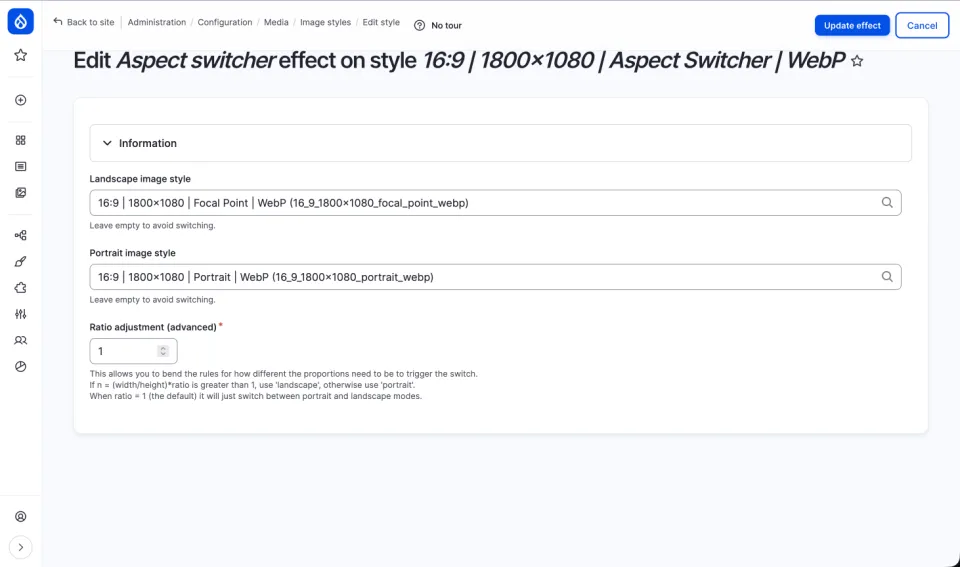 Back to site
Administration / Configuration / Media / Image styles / Edit style
No tour
Update effect
Cancel
Edit Aspect switcher effect on style 16:9 | 1800×1080 | Aspect Switcher | WebP
Information
Landscape image style
16:9 | 1800×1080 | Focal Point | WebP (16_9_1800×1080_focal_point_webp)
Leave empty to avoid switching.
Portrait image style
16:9 | 1800×1080 | Portrait | WebP (16_9_1800×1080_portrait_webp)
Leave empty to avoid switching.
Ratio adjustment (advanced)*
1
This allows you to bend the rules for how different the proportions need to be to trigger the switch.
If n = (width/height)*ratio is greater than 1, use 'landscape', otherwise use 'portrait'.
When ratio = 1 (the default) it will just switch between portrait and landscape modes.